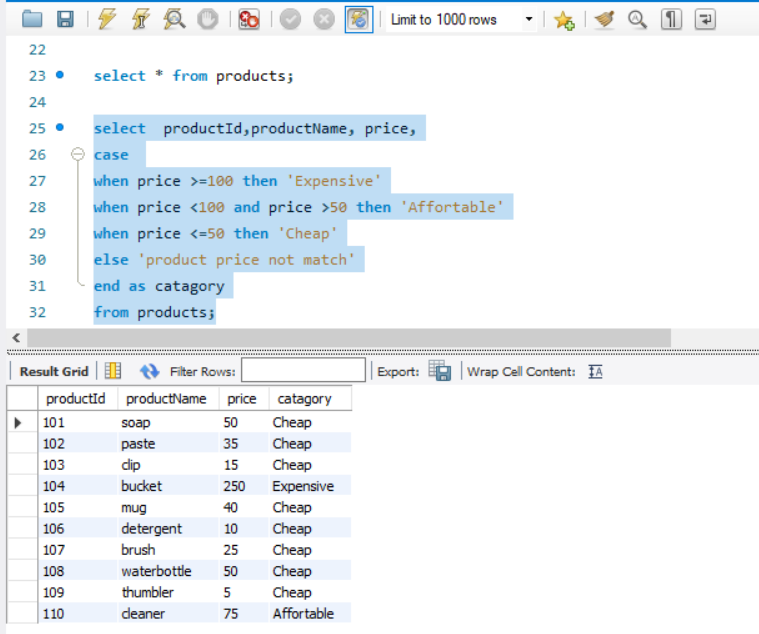 Limit to 1000 rows
22
23 select * from products;
24
25 select  productId,productName, price,
26 case
27 when price >=100 then 'Expensive'
28 when price <100 and price >50 then 'Affortable'
29 when price <=50 then 'Cheap'
30 else 'product price not match'
31 end as catagory
32 from products;
Result Grid Filter Rows: Export: Wrap Cell Content:
productId productName price catagory
101 soap 50 Cheap
102 paste 35 Cheap
103 clip 15 Cheap
104 bucket 250 Expensive
105 mug 40 Cheap
106 detergent 10 Cheap
107 brush 25 Cheap
108 waterbottle 50 Cheap
109 thumbler 5 Cheap
110 cleaner 75 Affortable